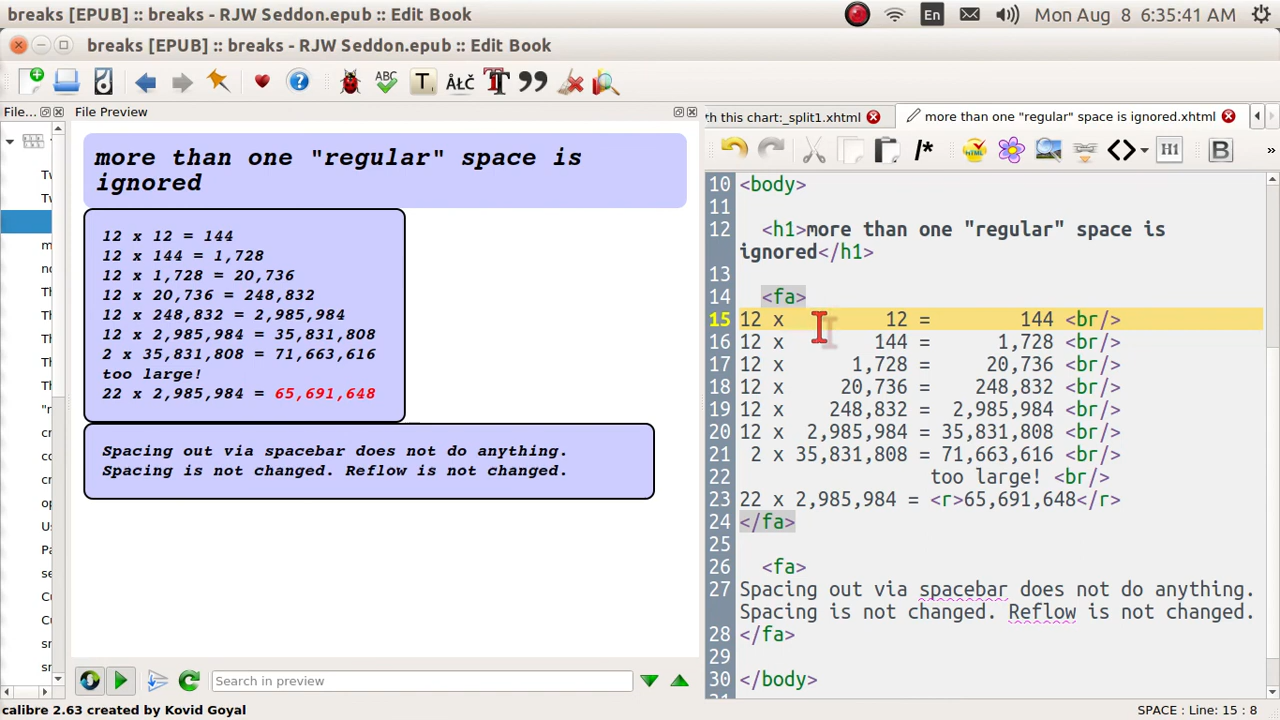 breaks [EPUB] :: breaks - RJW Seddon.epub :: Edit Book
En
Mon Aug 8 6:35:41 AM
breaks [EPUB] :: breaks - RJW Seddon.epub :: Edit Book
ABC
T
ÅŁČ
File...
File Preview
th this chart:_split1.xhtml
more than one "regular" space is ignored.xhtml
/*
H1
B
»
more than one "regular" space is
ignored
12 x 12 = 144
12 x 144 = 1,728
12 x 1,728 = 20,736
12 x 20,736 = 248,832
12 x 248,832 = 2,985,984
12 x 2,985,984 = 35,831,808
2 x 35,831,808 = 71,663,616
too large!
22 x 2,985,984 = 65,691,648
Spacing out via spacebar does not do anything.
Spacing is not changed. Reflow is not changed.
10 <body>
11
12 <h1>more than one "regular" space is
ignored</h1>
13
14 <fa>
15 12 x 12 = 144 <br/>
16 12 x 144 = 1,728 <br/>
17 12 x 1,728 = 20,736 <br/>
18 12 x 20,736 = 248,832 <br/>
19 12 x 248,832 = 2,985,984 <br/>
20 12 x 2,985,984 = 35,831,808 <br/>
21 2 x 35,831,808 = 71,663,616 <br/>
22 too large! <br/>
23 22 x 2,985,984 = <r>65,691,648</r>
24 </fa>
25
26 <fa>
27 Spacing out via spacebar does not do anything.
Spacing is not changed. Reflow is not changed.
28 </fa>
29
30 </body>
Search in preview
calibre 2.63 created by Kovid Goyal
SPACE : Line: 15 : 8